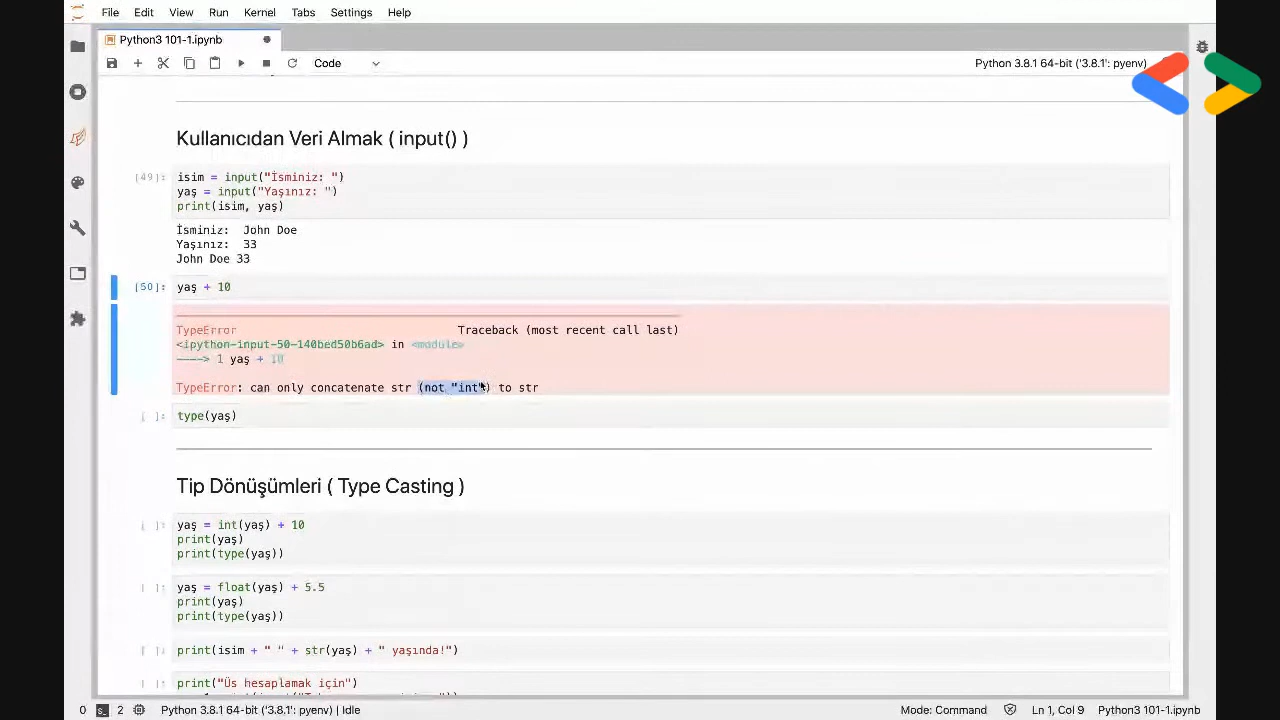 File Edit View Run Kernel Tabs Settings Help
Python3 101-1.ipynb
Code
Python 3.8.1 64-bit ('3.8.1': pyenv)
Kullanıcıdan Veri Almak ( input() )
[49]: isim = input("İsminiz: ")
yaş = input("Yaşınız: ")
print(isim, yaş)
İsminiz:  John Doe
Yaşınız:  33
John Doe 33
[50]: yaş + 10
TypeError Traceback (most recent call last)
<ipython-input-50-140bed50b6ad> in <module>
----> 1 yaş + 10
TypeError: can only concatenate str (not "int") to str
[ ]: type(yaş)
Tip Dönüşümleri ( Type Casting )
[ ]: yaş = int(yaş) + 10
print(yaş)
print(type(yaş))
[ ]: yaş = float(yaş) + 5.5
print(yaş)
print(type(yaş))
[ ]: print(isim + " " + str(yaş) + " yaşında!")
[ ]: print("Üs hesaplamak için")
0 2 Python 3.8.1 64-bit ('3.8.1': pyenv) | Idle Mode: Command Ln 1, Col 9 Python3 101-1.ipynb